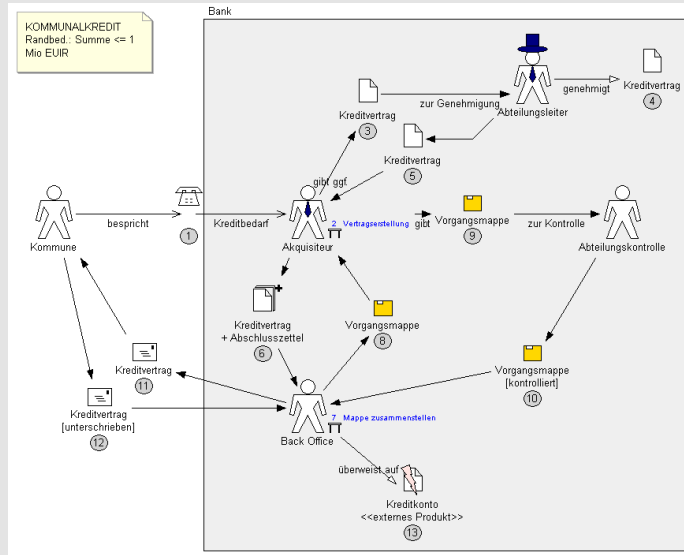 Bank
KOMMUNALKREDIT
Randbed.: Summe <= 1
Mio EUIR
Kreditvertrag
3
zur Genehmigung
Abteilungsleiter
genehmigt
Kreditvertrag
4
Kreditvertrag
5
gibt ggf.
Kommune
bespricht
1
Kreditbedarf
Akquisiteur
2 Vertragserstellung
gibt
Vorgangsmappe
9
zur Kontrolle
Abteilungskontrolle
Kreditvertrag
+ Abschlusszettel
6
Vorgangsmappe
8
Kreditvertrag
11
Vorgangsmappe
[kontrolliert]
10
Kreditvertrag
[unterschrieben]
12
Back Office
7 Mappe zusammenstellen
überweist auf
Kreditkonto
<<externes Produkt>>
13